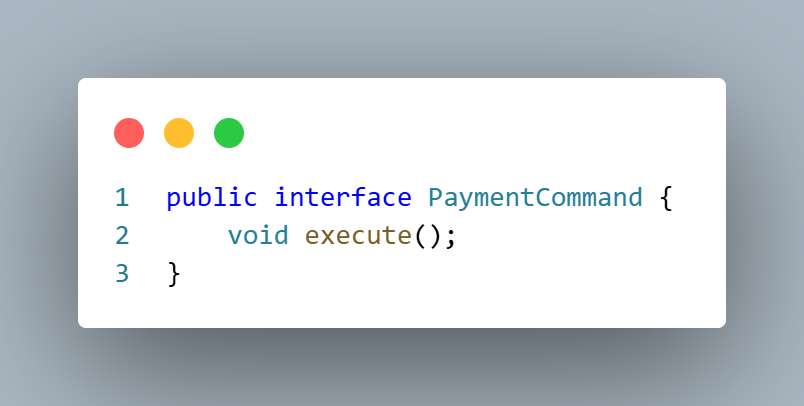 1 public interface PaymentCommand {
2     void execute();
3 }